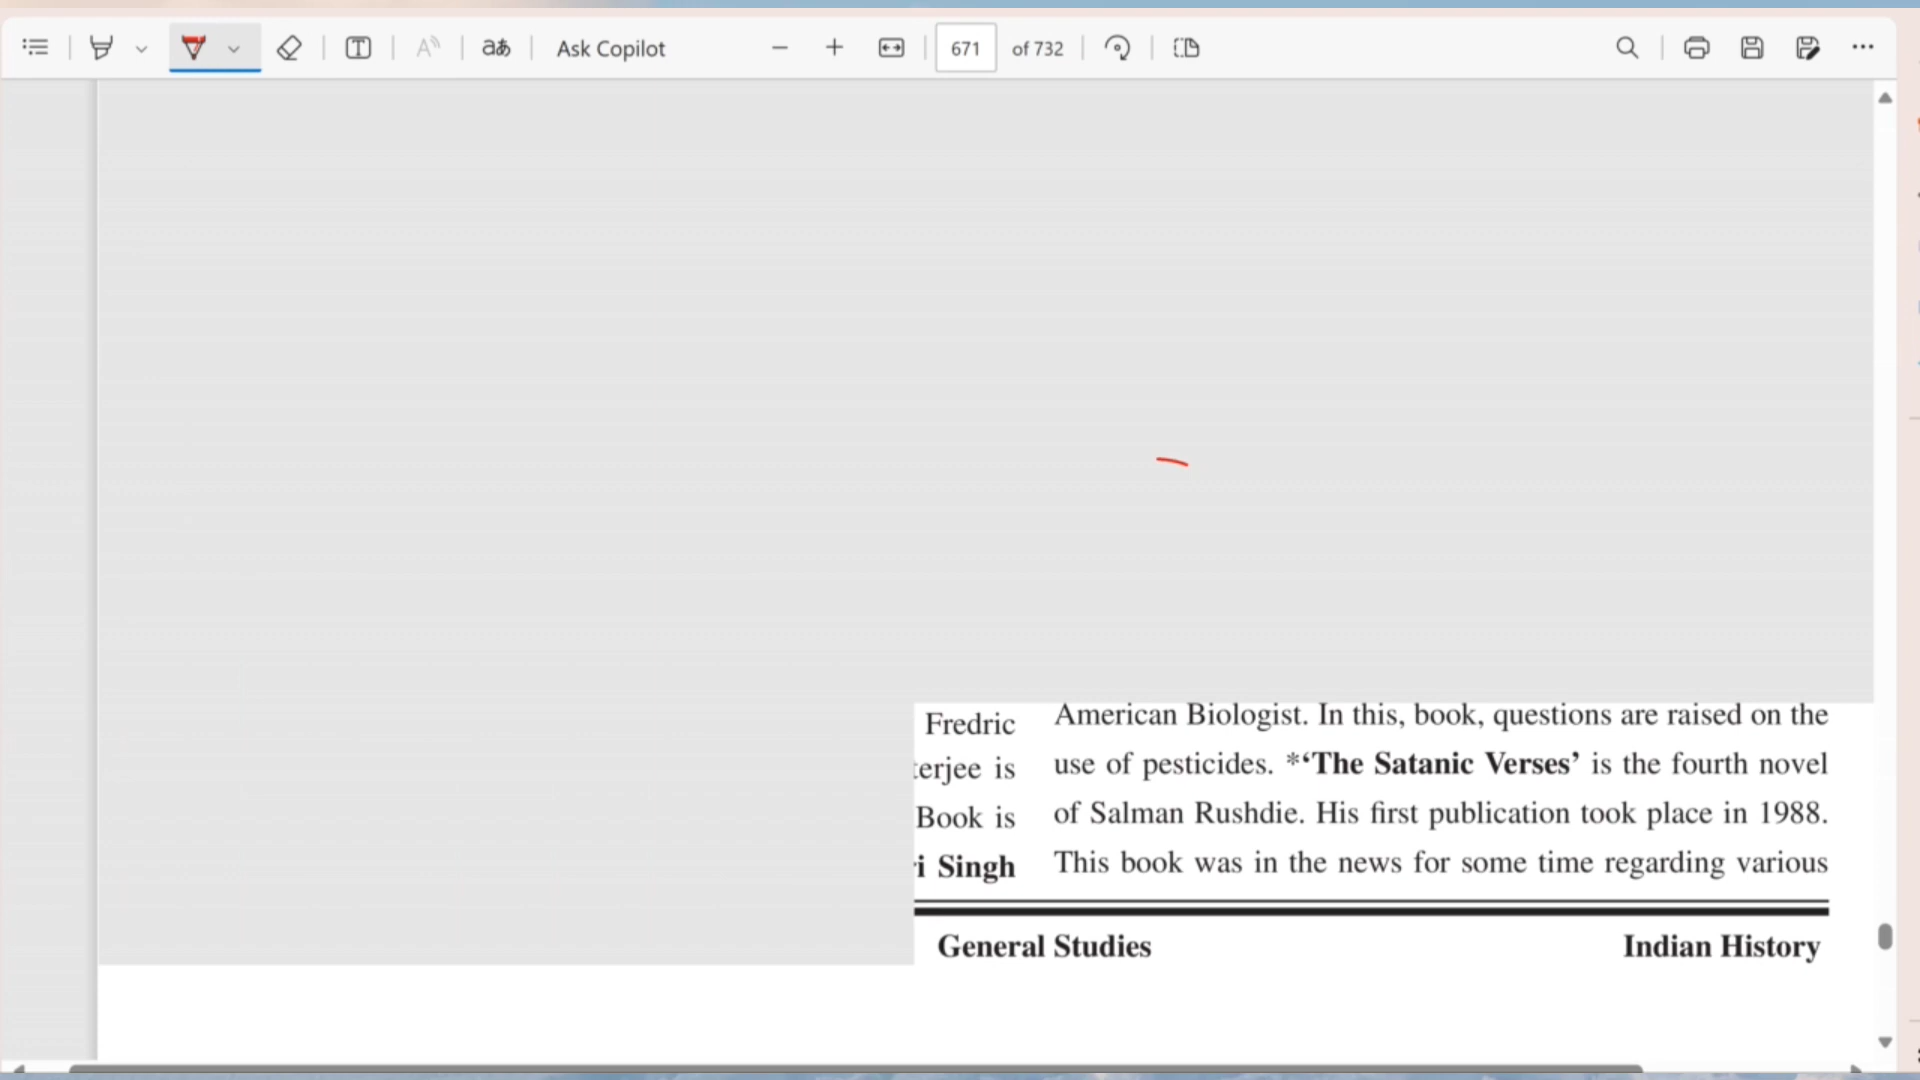 Ask Copilot
671 of 732
Fredric
erjee is
Book is
i Singh
American Biologist. In this, book, questions are raised on the
use of pesticides. *‘The Satanic Verses’ is the fourth novel
of Salman Rushdie. His first publication took place in 1988.
This book was in the news for some time regarding various
General Studies
Indian History